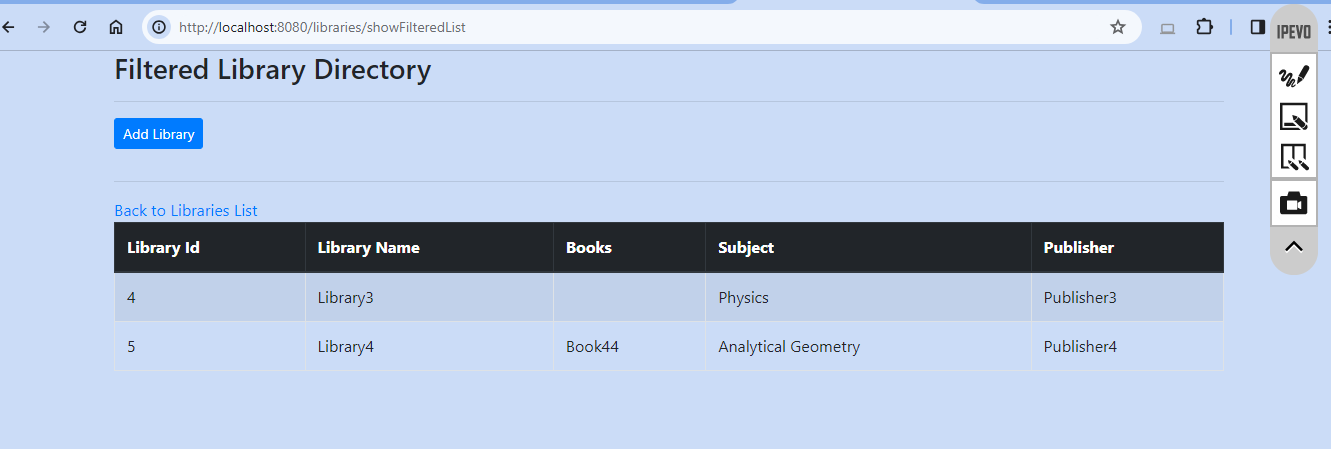 http://localhost:8080/libraries/showFilteredList
IPEVO
Filtered Library Directory
Add Library
Back to Libraries List
Library Id Library Name Books Subject Publisher
4 Library3 Physics Publisher3
5 Library4 Book44 Analytical Geometry Publisher4